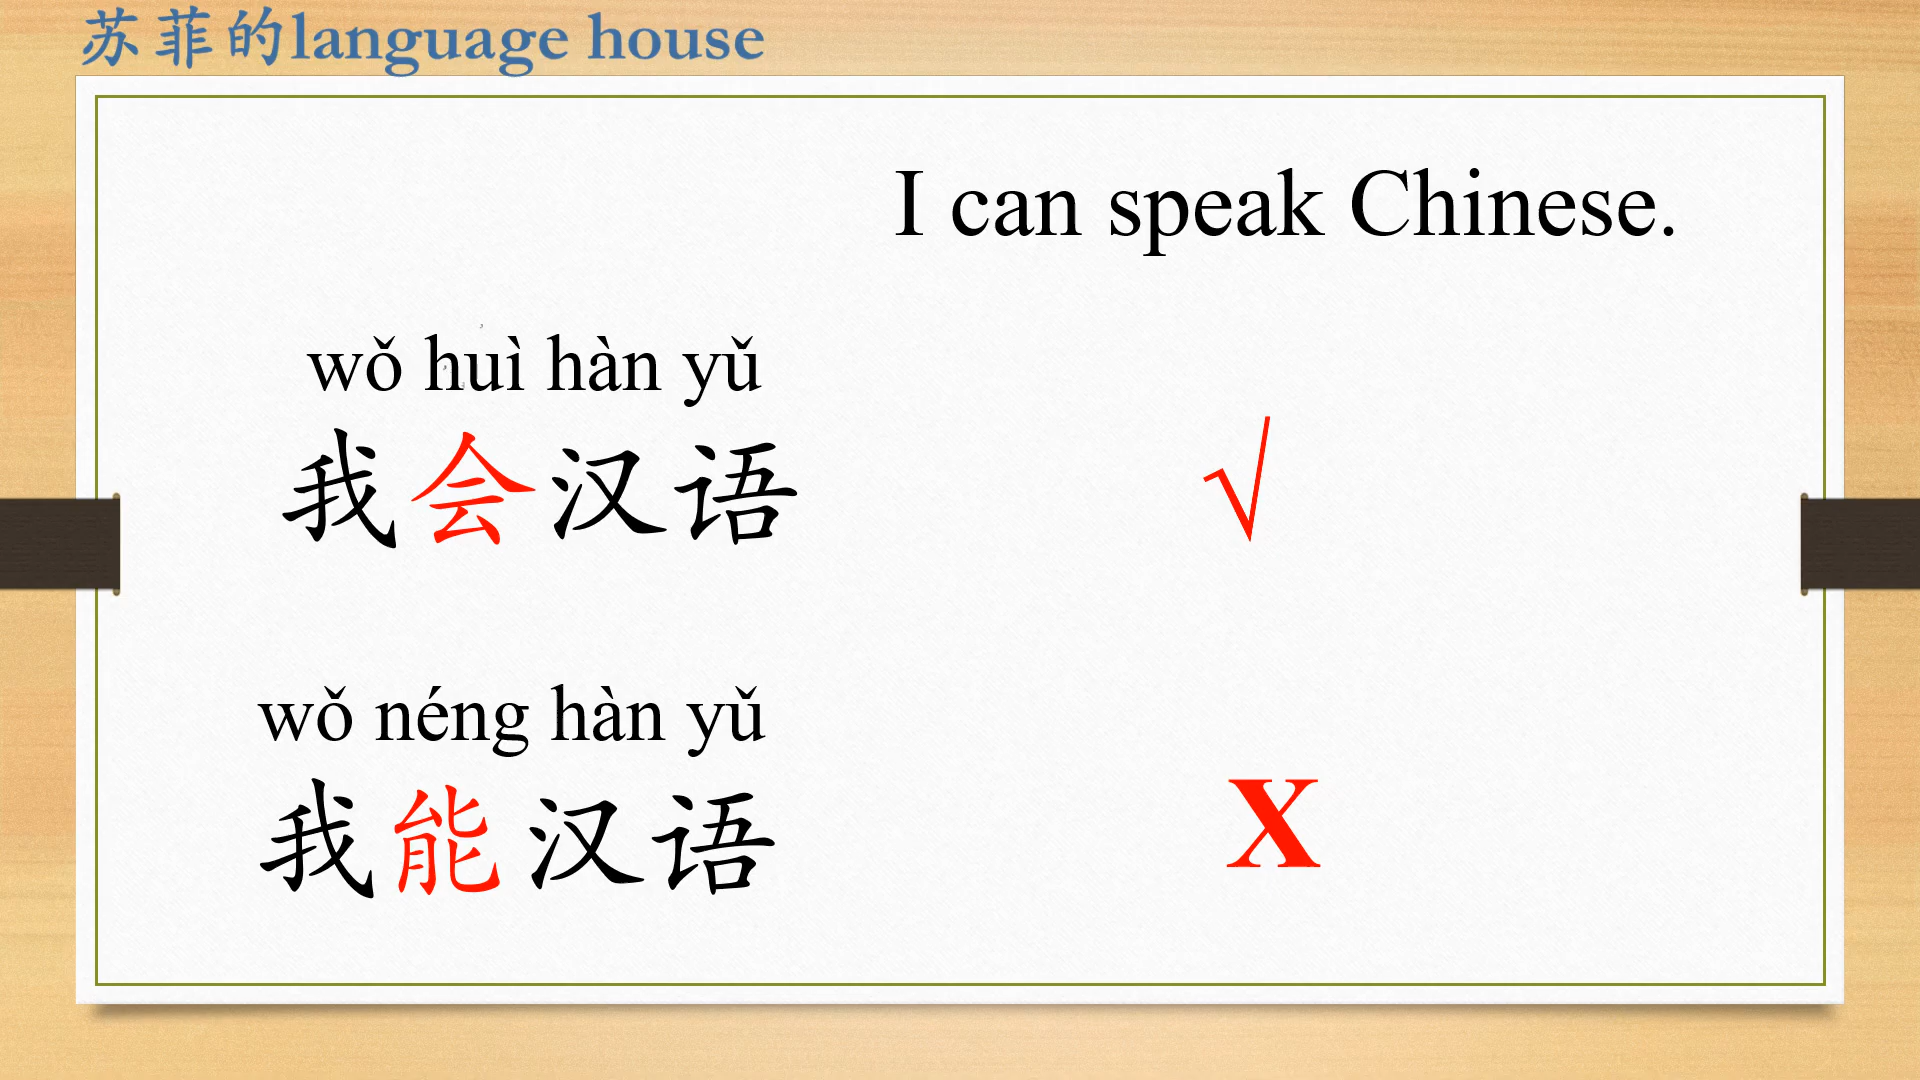 苏菲的language house
I can speak Chinese.
wǒ huì hàn yǔ
我会汉语
√
wǒ néng hàn yǔ
我能汉语
X